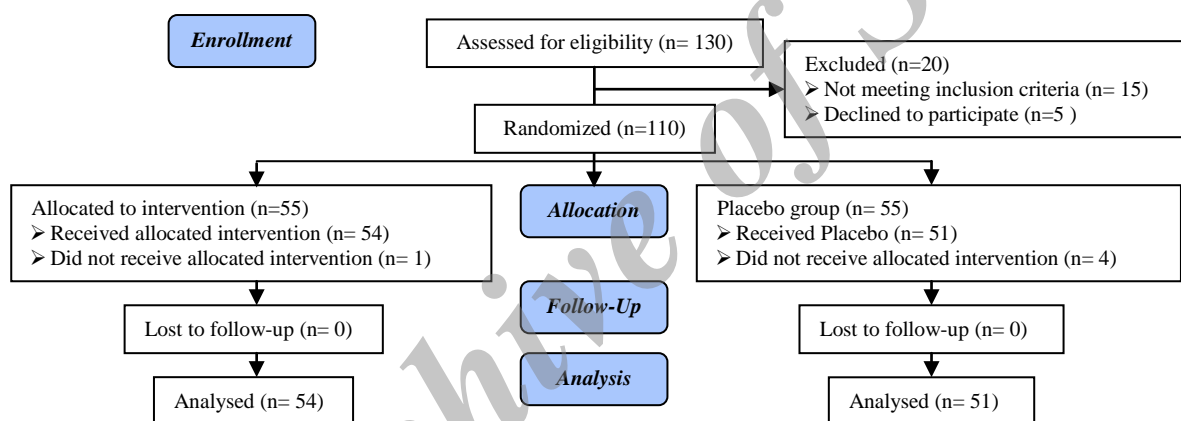 Enrollment
Assessed for eligibility (n= 130)
Excluded (n=20)
➢ Not meeting inclusion criteria (n= 15)
➢ Declined to participate (n=5 )
Randomized (n=110)
Allocated to intervention (n=55)
➢ Received allocated intervention (n= 54)
➢ Did not receive allocated intervention (n= 1)
Allocation
Placebo group (n= 55)
➢ Received Placebo (n= 51)
➢ Did not receive allocated intervention (n= 4)
Follow-Up
Lost to follow-up (n= 0)
Lost to follow-up (n= 0)
Analysis
Analysed (n= 54)
Analysed (n= 51)
hive of S